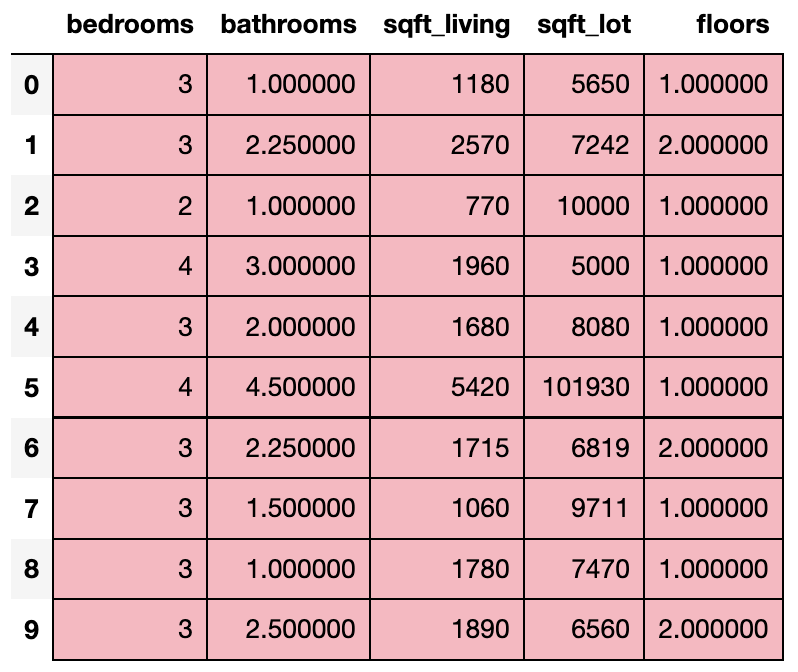 bedrooms bathrooms sqft_living sqft_lot floors
0 3 1.000000 1180 5650 1.000000
1 3 2.250000 2570 7242 2.000000
2 2 1.000000 770 10000 1.000000
3 4 3.000000 1960 5000 1.000000
4 3 2.000000 1680 8080 1.000000
5 4 4.500000 5420 101930 1.000000
6 3 2.250000 1715 6819 2.000000
7 3 1.500000 1060 9711 1.000000
8 3 1.000000 1780 7470 1.000000
9 3 2.500000 1890 6560 2.000000